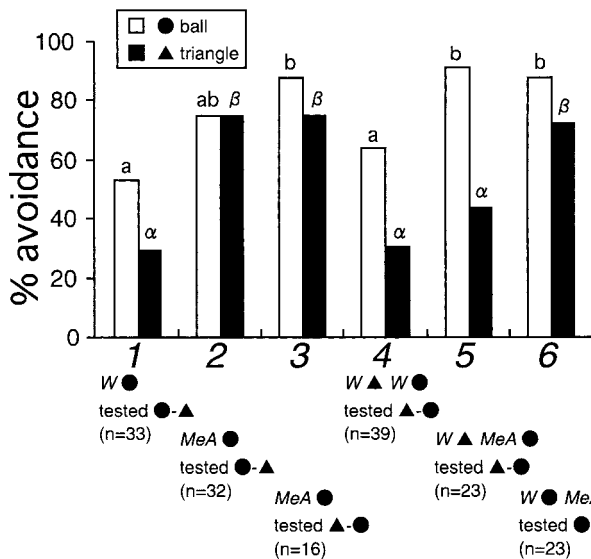 ball
triangle
% avoidance
100
80
60
40
20
0
a
α
ab
β
b
β
a
α
b
α
b
β
1 2 3 4 5 6
W ●
tested ●-▲
(n=33)
MeA ●
tested ●-▲
(n=32)
MeA ●
tested ▲-●
(n=16)
W ▲ W ●
tested ▲-●
(n=39)
W ▲ MeA ●
tested ▲-●
(n=23)
W ● Me
tested ●
(n=23)